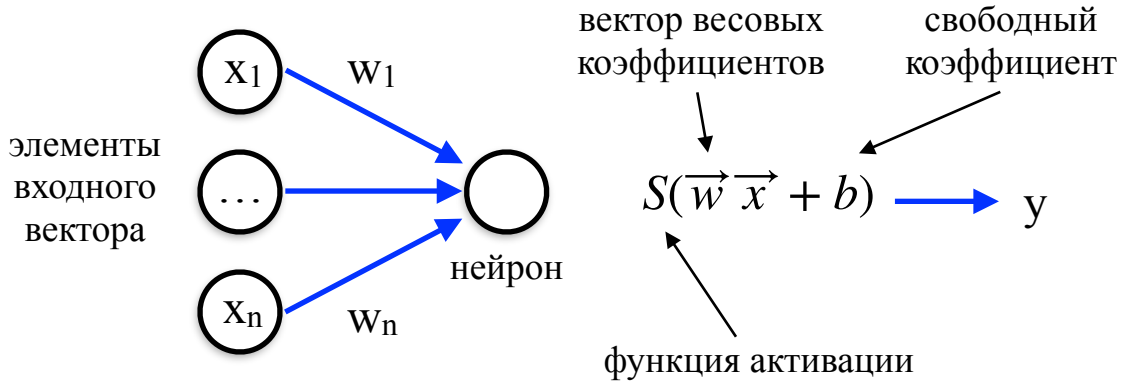 элементы
входного
вектора
x1
…
xn
w1
wn
нейрон
вектор весовых
коэффициентов
свободный
коэффициент
S(w⃗ x⃗ + b)
y
функция активации